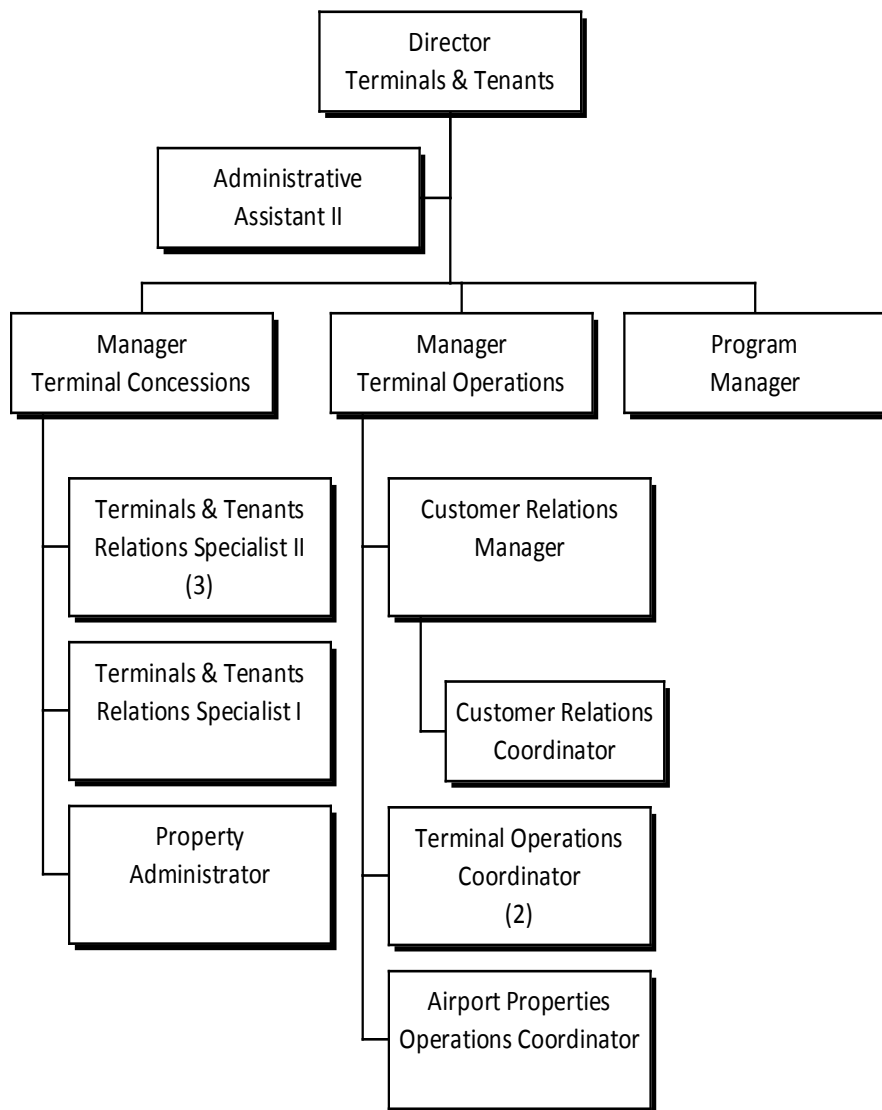 Director
Terminals & Tenants
Administrative
Assistant II
Manager
Terminal Concessions
Manager
Terminal Operations
Program
Manager
Terminals & Tenants
Relations Specialist II
(3)
Terminals & Tenants
Relations Specialist I
Property
Administrator
Customer Relations
Manager
Customer Relations
Coordinator
Terminal Operations
Coordinator
(2)
Airport Properties
Operations Coordinator